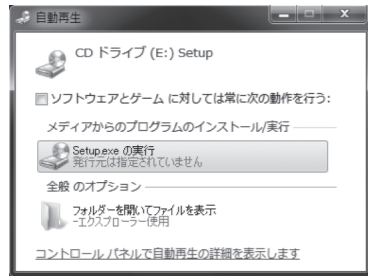 自動再生
CD ドライブ (E:) Setup
ソフトウェアとゲーム に対しては常に次の動作を行う:
メディアからのプログラムのインストール/実行
Setup.exe の実行
発行元は指定されていません
全般 のオプション
フォルダーを開いてファイルを表示
-エクスプローラー使用
コントロール パネルで自動再生の詳細を表示します